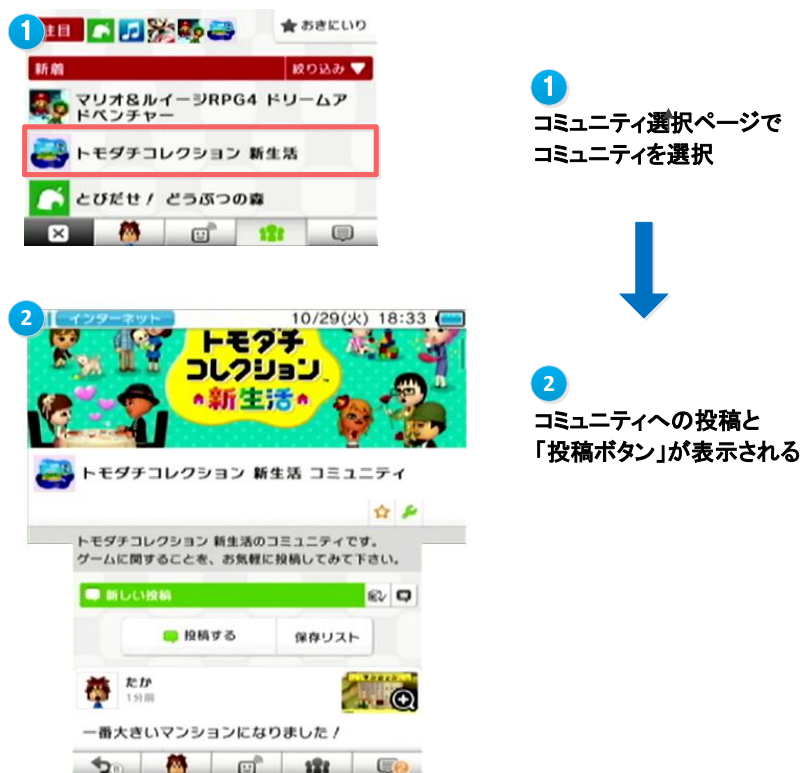 1
注目
★おきにいり
新着
絞り込み ▼
マリオ&ルイージRPG4 ドリームア
ドベンチャー
トモダチコレクション 新生活
とびだせ! どうぶつの森
1
コミュニティ選択ページで
コミュニティを選択
2
インターネット
10/29(火) 18:33
トモダチ
コレクション
新生活
トモダチコレクション 新生活 コミュニティ
トモダチコレクション 新生活のコミュニティです。
ゲームに関することを、お気軽に投稿してみて下さい。
新しい投稿
投稿する
保存リスト
たか
1分前
一番大きいマンションになりました!
2
コミュニティへの投稿と
「投稿ボタン」が表示される